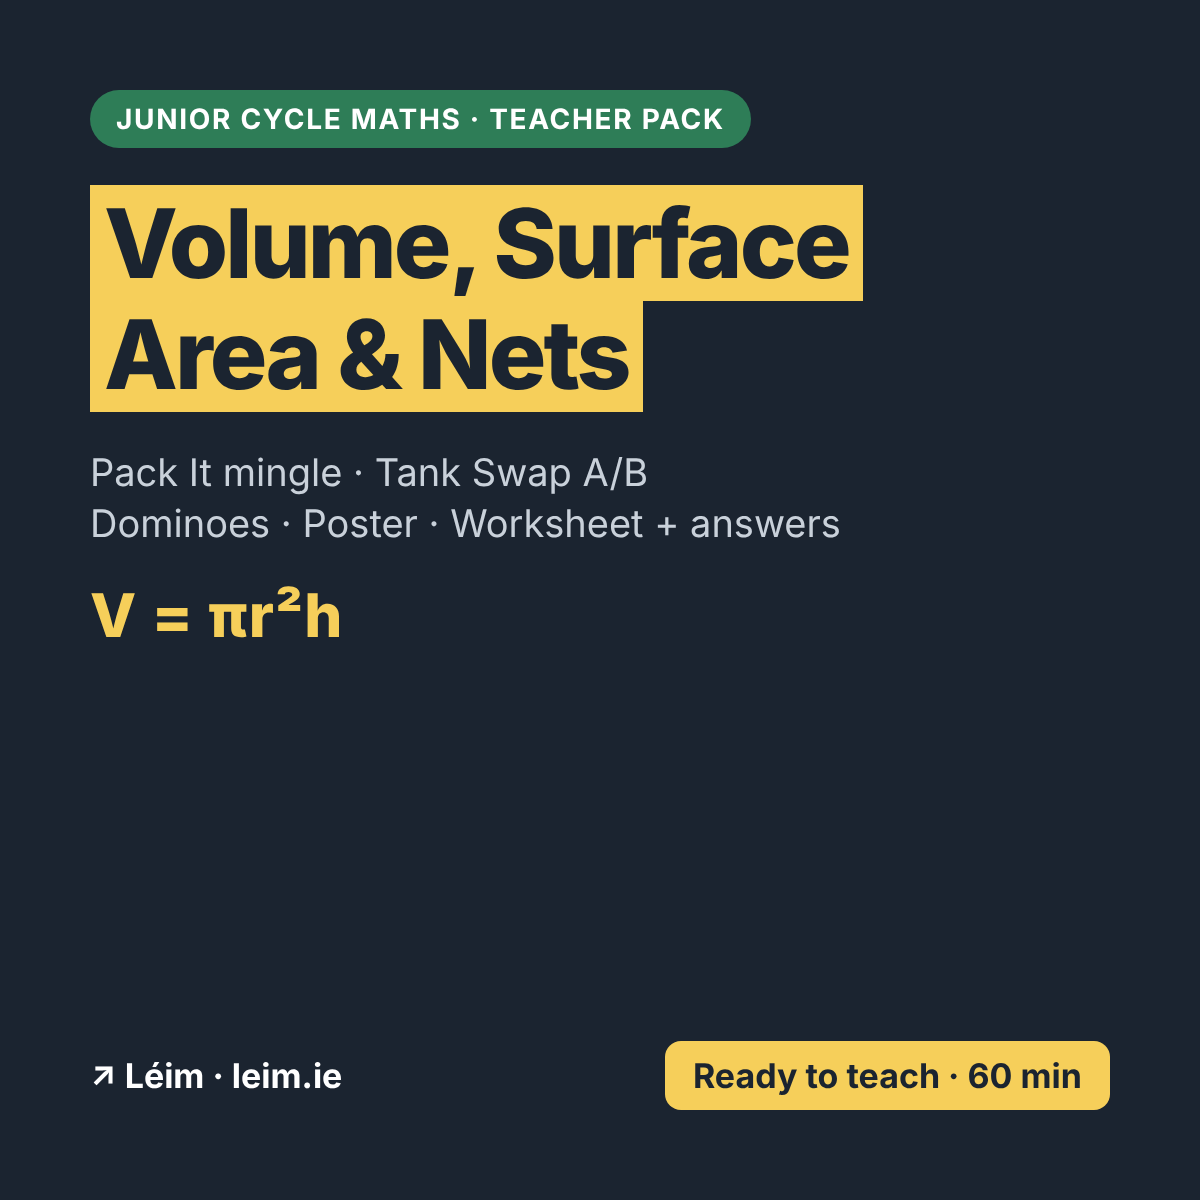 JUNIOR CYCLE MATHS · TEACHER PACK
Volume, Surface
Area & Nets
Pack It mingle · Tank Swap A/B
Dominoes · Poster · Worksheet + answers
V = πr²h
↗ Léim · leim.ie
Ready to teach · 60 min